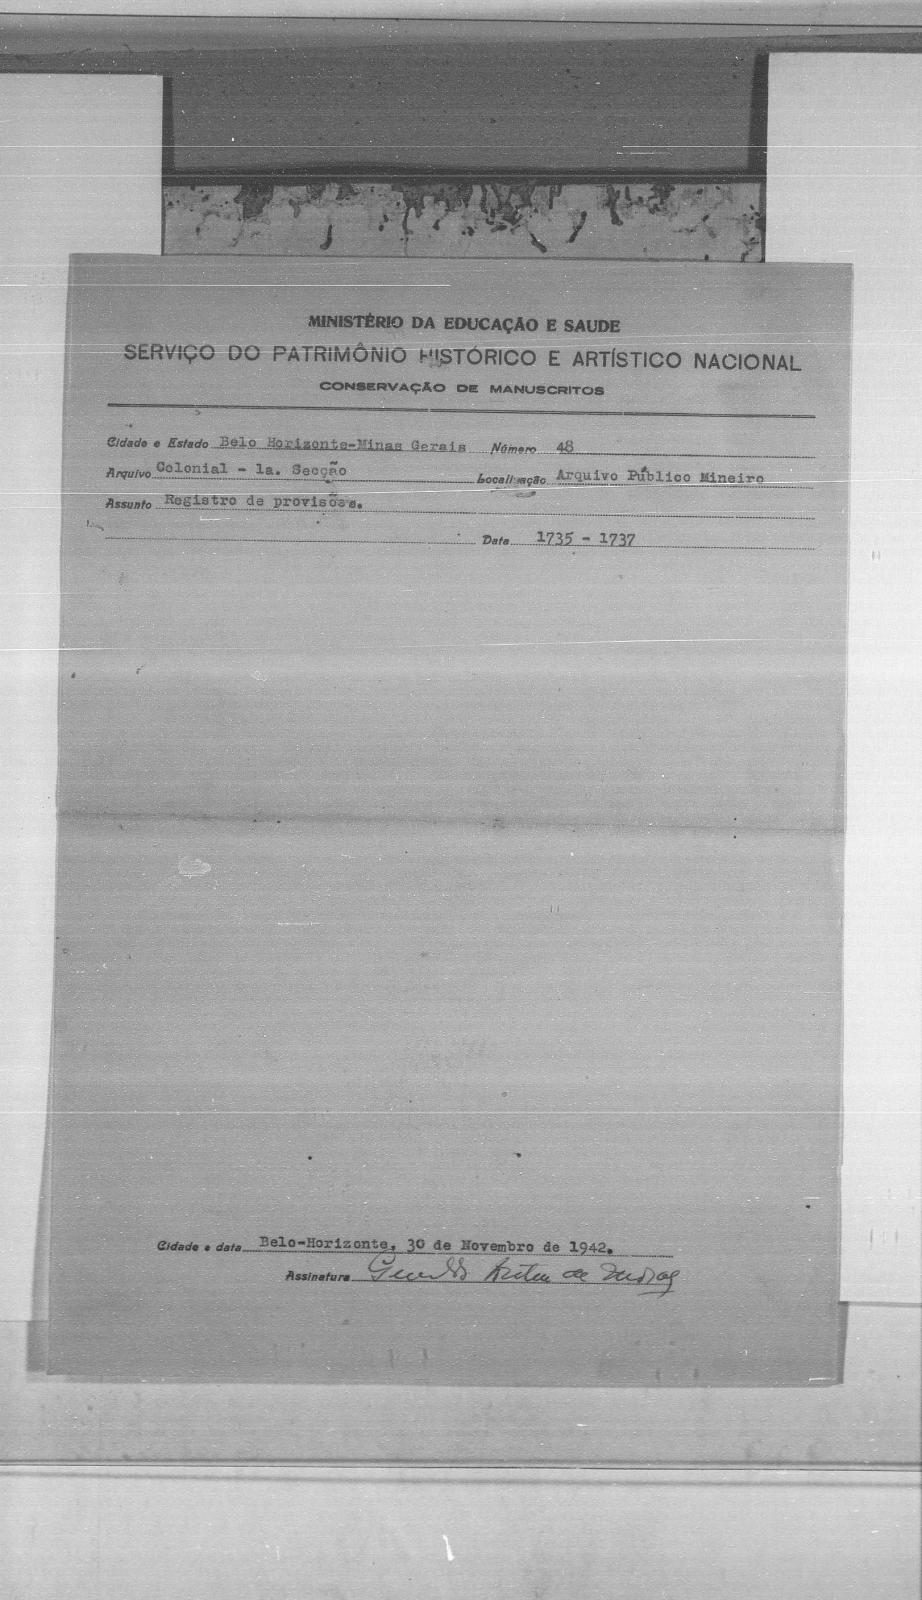 MINISTÉRIO DA EDUCAÇÃO E SAUDE
SERVIÇO DO PATRIMÔNIO HISTÓRICO E ARTÍSTICO NACIONAL
CONSERVAÇÃO DE MANUSCRITOS
Cidade e Estado Belo Horizonte-Minas Gerais Número 48
Arquivo Colonial - 1a. Secção Localisação Arquivo Público Mineiro
Assunto Registro de provisões.
Data 1735 - 1737
Cidade e data Belo-Horizonte, 30 de Novembro de 1942.
Assinatura